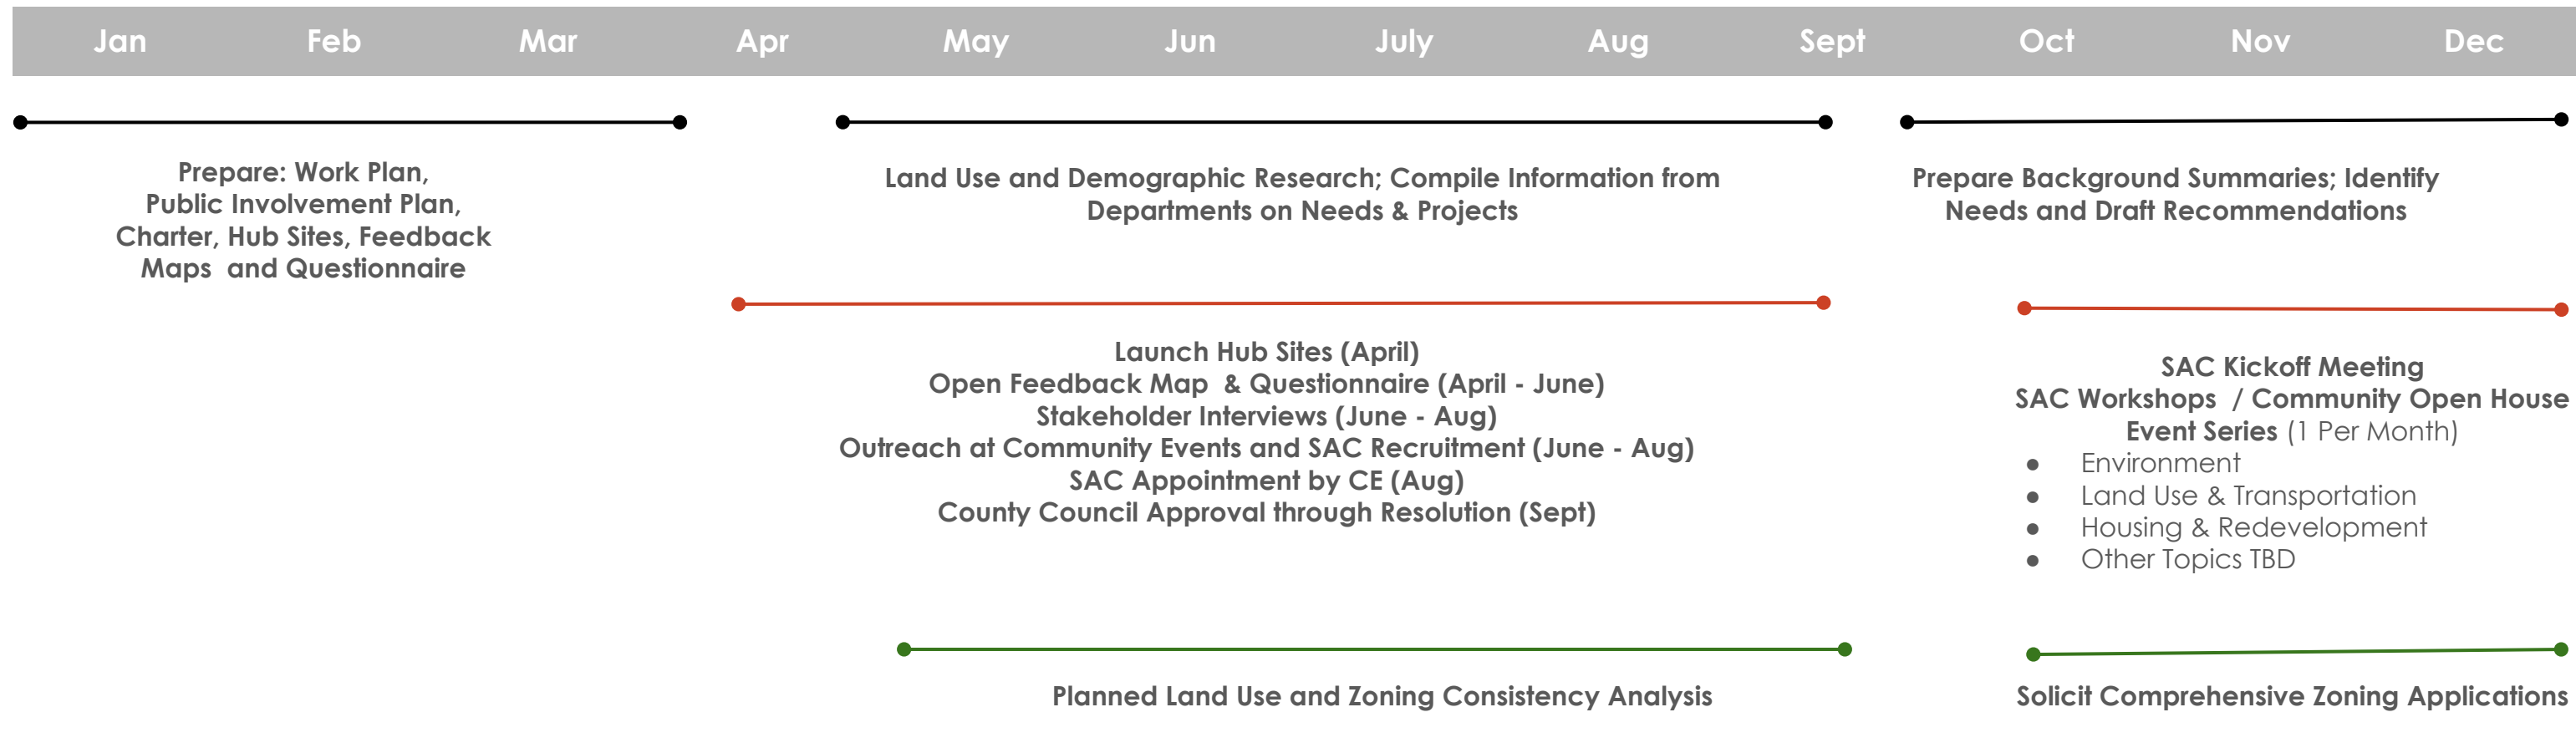 Jan Feb Mar Apr May Jun July Aug Sept Oct Nov Dec
Prepare: Work Plan,
Public Involvement Plan,
Charter, Hub Sites, Feedback
Maps and Questionnaire
Land Use and Demographic Research; Compile Information from
Departments on Needs & Projects
Prepare Background Summaries; Identify
Needs and Draft Recommendations
Launch Hub Sites (April)
Open Feedback Map & Questionnaire (April - June)
Stakeholder Interviews (June - Aug)
Outreach at Community Events and SAC Recruitment (June - Aug)
SAC Appointment by CE (Aug)
County Council Approval through Resolution (Sept)
SAC Kickoff Meeting
SAC Workshops / Community Open House
Event Series (1 Per Month)
● Environment
● Land Use & Transportation
● Housing & Redevelopment
● Other Topics TBD
Planned Land Use and Zoning Consistency Analysis
Solicit Comprehensive Zoning Applications